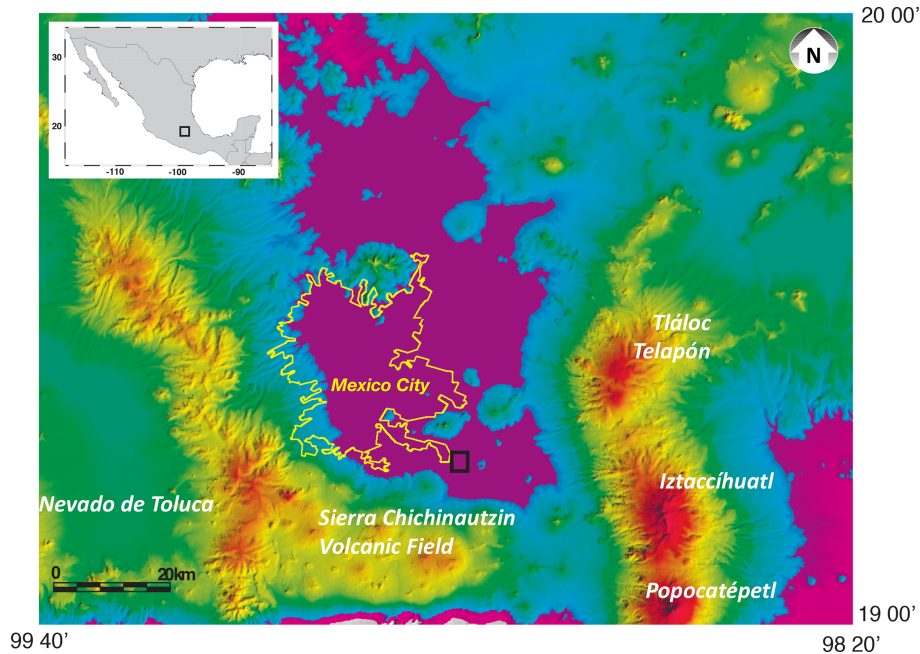 20 00'
N
30
20
-110
-100
-90
Tláloc
Telapón
Mexico City
Iztaccíhuatl
Nevado de Toluca
Sierra Chichinautzin
Volcanic Field
0
20km
Popocatépetl
19 00'
99 40'
98 20'